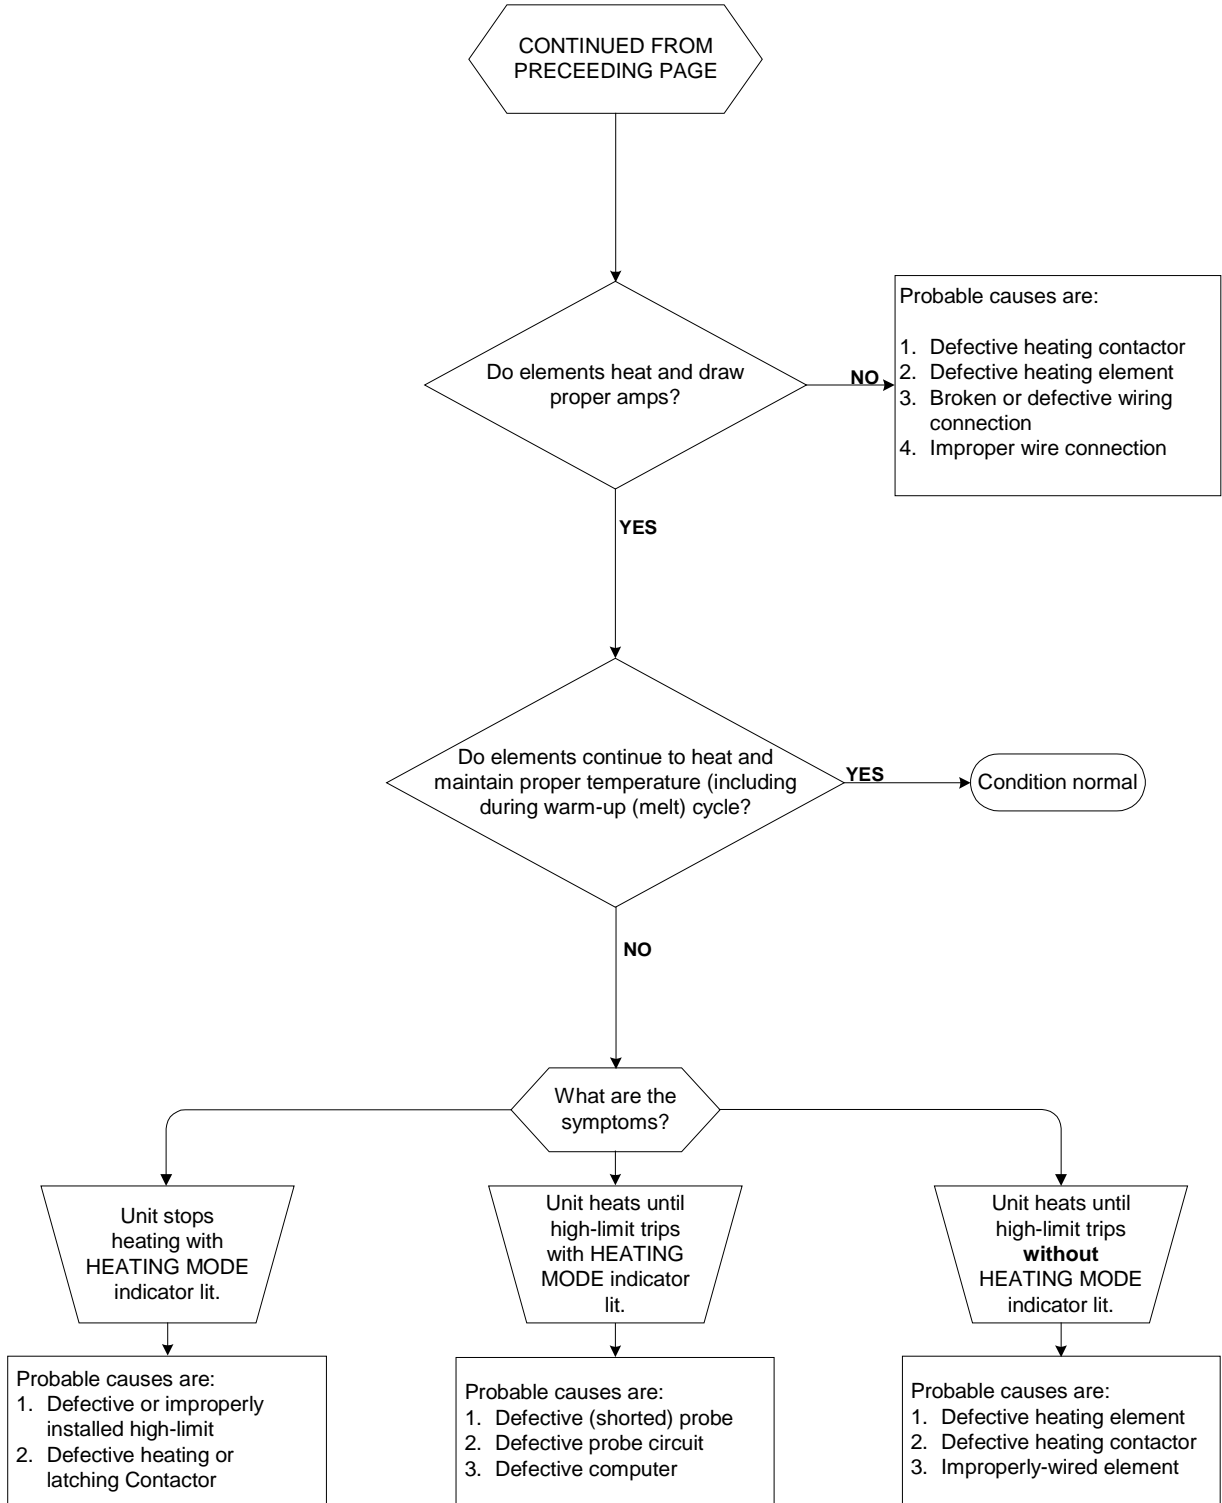 CONTINUED FROM
PRECEEDING PAGE
Do elements heat and draw
proper amps?
NO
Probable causes are:
1. Defective heating contactor
2. Defective heating element
3. Broken or defective wiring
connection
4. Improper wire connection
YES
Do elements continue to heat and
maintain proper temperature (including
during warm-up (melt) cycle?
YES
Condition normal
NO
What are the
symptoms?
Unit stops
heating with
HEATING MODE
indicator lit.
Unit heats until
high-limit trips
with HEATING
MODE indicator
lit.
Unit heats until
high-limit trips
without
HEATING MODE
indicator lit.
Probable causes are:
1. Defective or improperly
installed high-limit
2. Defective heating or
latching Contactor
Probable causes are:
1. Defective (shorted) probe
2. Defective probe circuit
3. Defective computer
Probable causes are:
1. Defective heating element
2. Defective heating contactor
3. Improperly-wired element